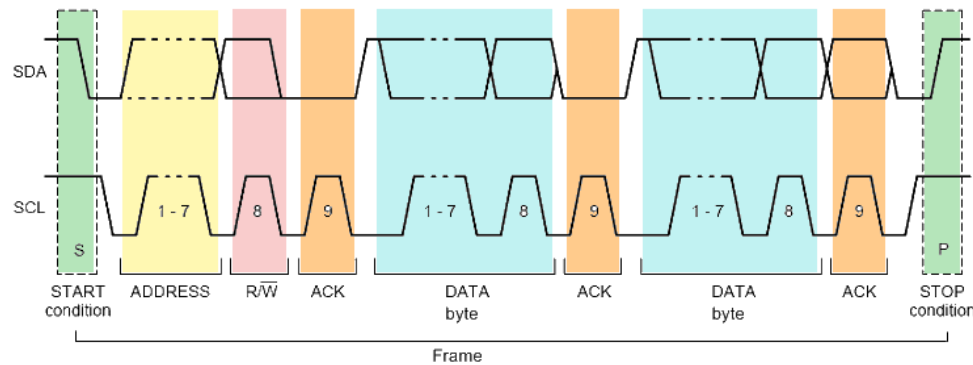 SDA
SCL
S
1 - 7
8
9
1 - 7
8
9
1 - 7
8
9
P
START
condition
ADDRESS
R/W̅
ACK
DATA
byte
ACK
DATA
byte
ACK
STOP
condition
Frame